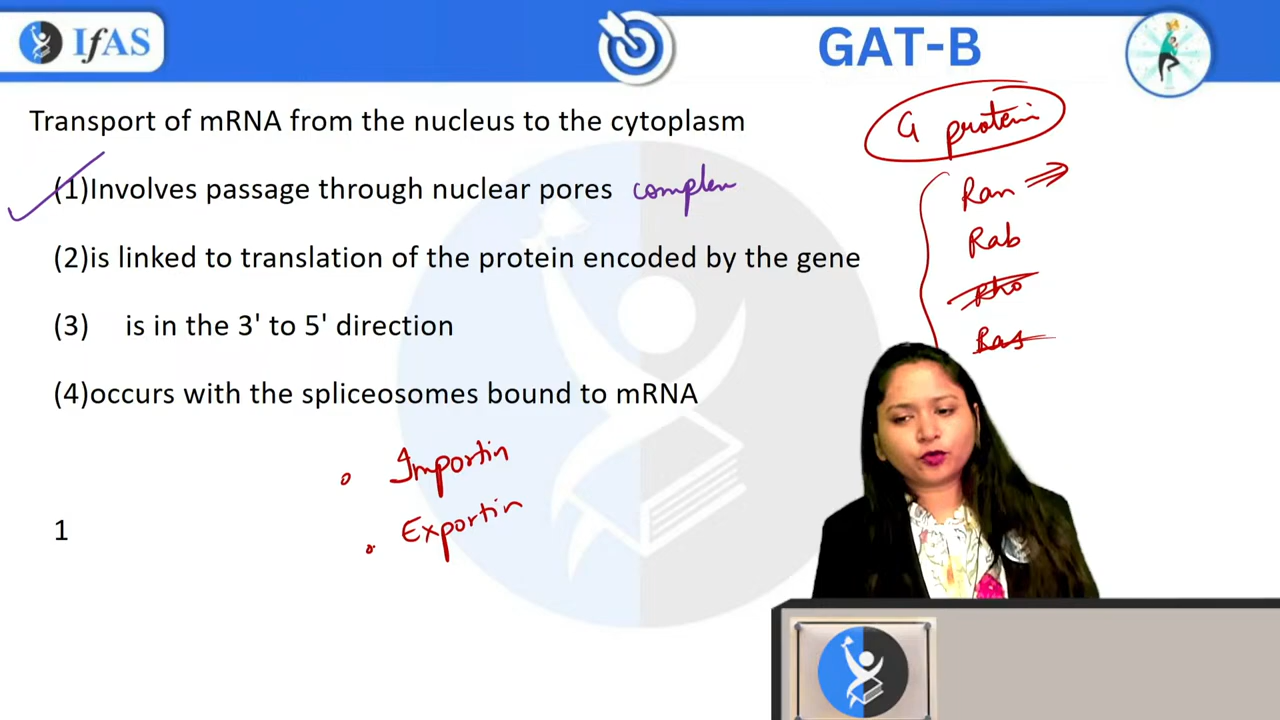 IfAS
GAT-B
Transport of mRNA from the nucleus to the cytoplasm
(1)Involves passage through nuclear pores complex
(2)is linked to translation of the protein encoded by the gene
(3) is in the 3' to 5' direction
(4)occurs with the spliceosomes bound to mRNA
1
Importin
Exportin
G protein
Ran ⇒
Rab
Rho
Ras